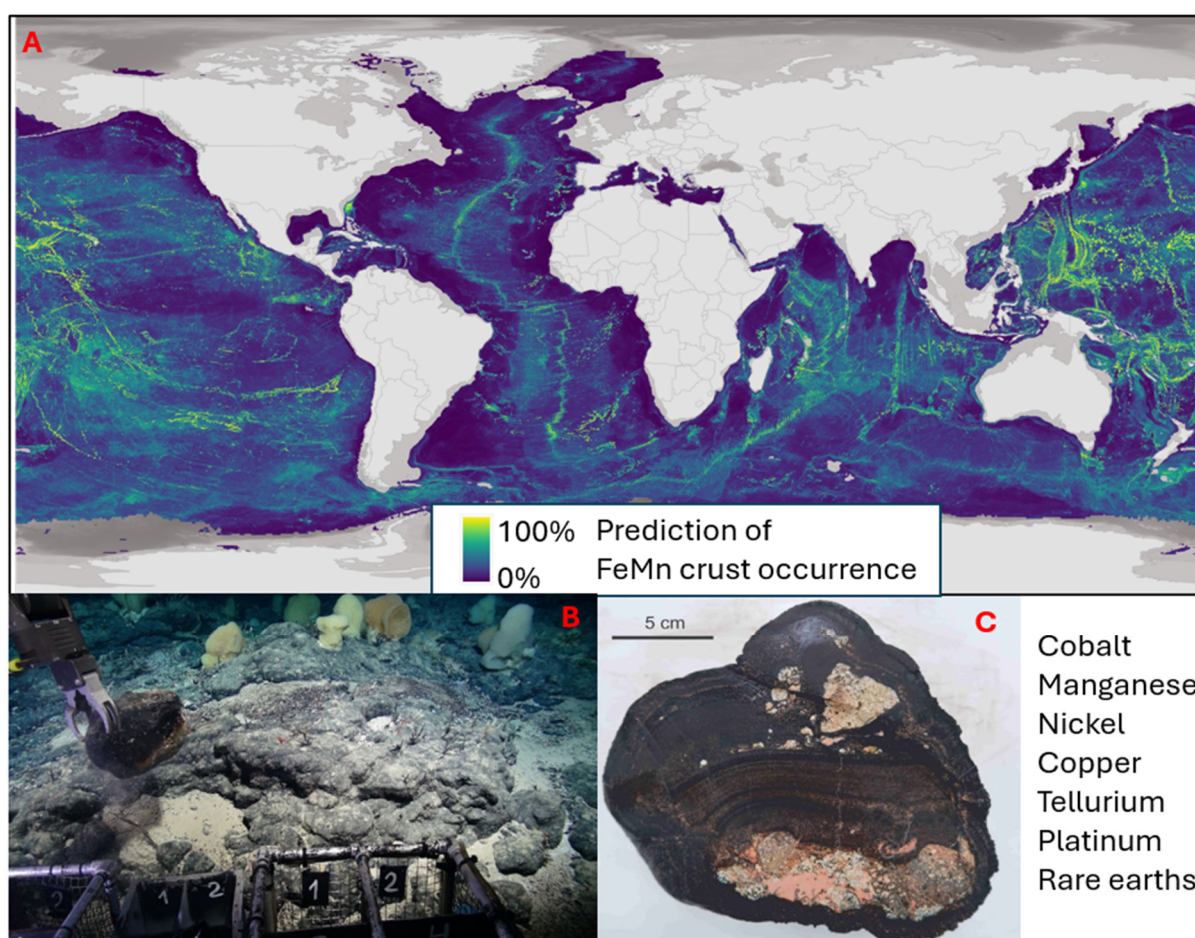 A
100%
0%
Prediction of
FeMn crust occurrence
B
1
2
1
2
C
5 cm
Cobalt
Manganese
Nickel
Copper
Tellurium
Platinum
Rare earths